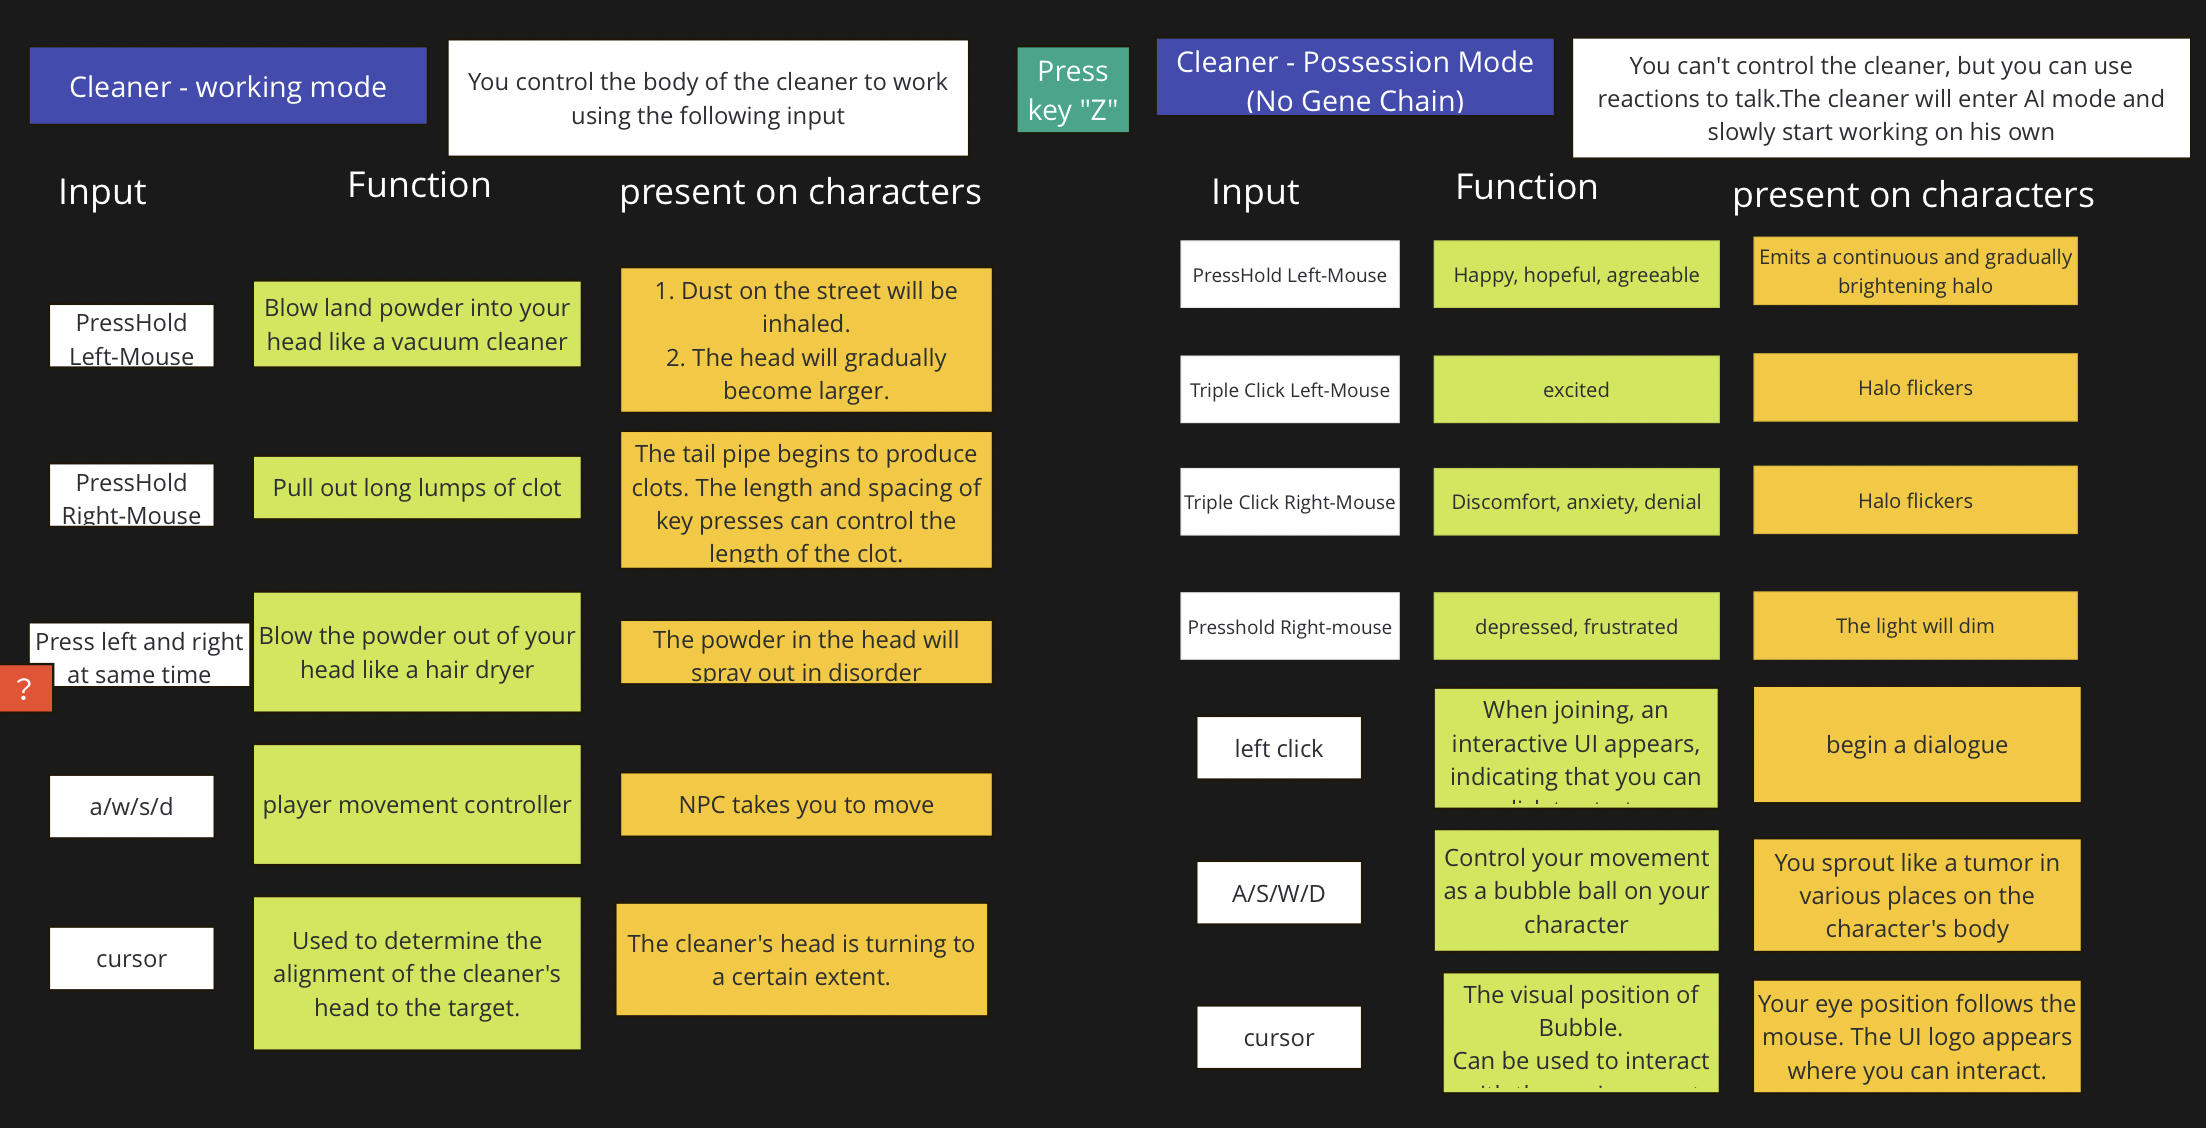 Cleaner - working mode
You control the body of the cleaner to work
using the following input
Input
Function
present on characters
PressHold
Left-Mouse
Blow land powder into your
head like a vacuum cleaner
1. Dust on the street will be
inhaled.
2. The head will gradually
become larger.
PressHold
Right-Mouse
Pull out long lumps of clot
The tail pipe begins to produce
clots. The length and spacing of
key presses can control the
length of the clot.
Press left and right
at same time
?
Blow the powder out of your
head like a hair dryer
The powder in the head will
spray out in disorder
a/w/s/d
player movement controller
NPC takes you to move
cursor
Used to determine the
alignment of the cleaner's
head to the target.
The cleaner's head is turning to
a certain extent.
Press
key "Z"
Cleaner - Possession Mode
(No Gene Chain)
You can't control the cleaner, but you can use
reactions to talk.The cleaner will enter AI mode and
slowly start working on his own
Input
Function
present on characters
PressHold Left-Mouse
Happy, hopeful, agreeable
Emits a continuous and gradually
brightening halo
Triple Click Left-Mouse
excited
Halo flickers
Triple Click Right-Mouse
Discomfort, anxiety, denial
Halo flickers
Presshold Right-mouse
depressed, frustrated
The light will dim
left click
When joining, an
interactive UI appears,
indicating that you can
begin a dialogue
A/S/W/D
Control your movement
as a bubble ball on your
character
You sprout like a tumor in
various places on the
character's body
cursor
The visual position of
Bubble.
Can be used to interact
Your eye position follows the
mouse. The UI logo appears
where you can interact.